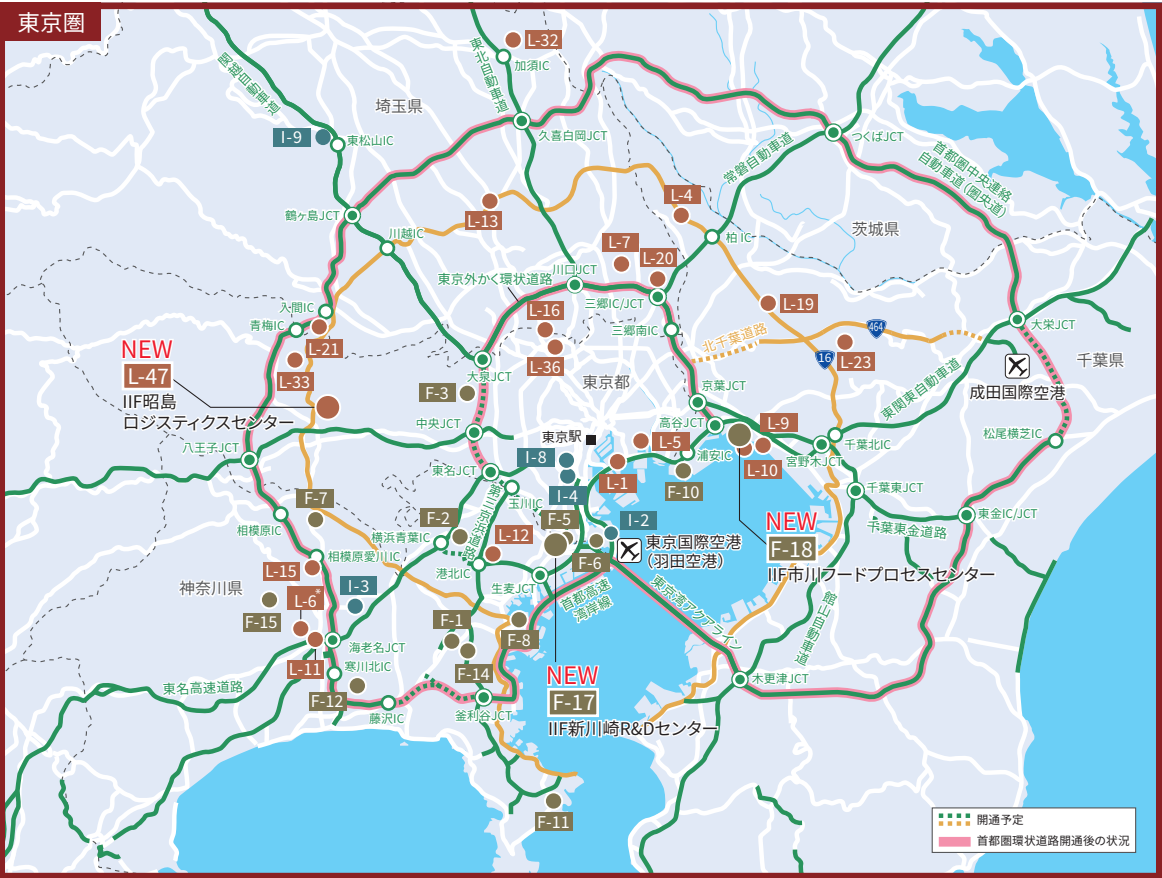 東京圏
L-32
加須IC
東北自動車道
関越自動車道
埼玉県
I-9
東松山IC
久喜白岡JCT
つくばJCT
常磐自動車道
首都圏中央連絡
自動車道（圏央道）
L-4
L-13
鶴ヶ島JCT
川越IC
L-7
L-20
柏IC
茨城県
東京外かく環状道路
川口JCT
三郷IC/JCT
入間IC
青梅IC
L-16
三郷南IC
L-19
464
大栄JCT
北千葉道路
NEW
L-47
IIF昭島
ロジスティクスセンター
L-21
L-33
L-36
大泉JCT
16
L-23
千葉県
東京都
F-3
京葉JCT
東関東自動車道
成田国際空港
中央JCT
東京駅
高谷JCT
L-9
八王子JCT
L-5
浦安IC
L-10
千葉北IC
宮野木JCT
松尾横芝IC
I-8
東名JCT
L-1
F-10
千葉東JCT
I-4
玉川IC
第三京浜道路
F-7
相模原IC
F-2
F-5
I-2
NEW
F-18
IIF市川フードプロセスセンター
千葉東金道路
東金IC/JCT
横浜青葉IC
L-12
東京国際空港
（羽田空港）
相模原愛川IC
港北IC
F-6
L-15
神奈川県
I-3
生麦JCT
首都高速
湾岸線
東京湾アクアライン
館山自動車道
L-6※
F-15
F-1
F-8
L-11
海老名JCT
寒川北IC
F-14
NEW
F-17
IIF新川崎R&Dセンター
木更津JCT
東名高速道路
F-12
藤沢IC
釜利谷JCT
F-11
開通予定
首都圏環状道路開通後の状況